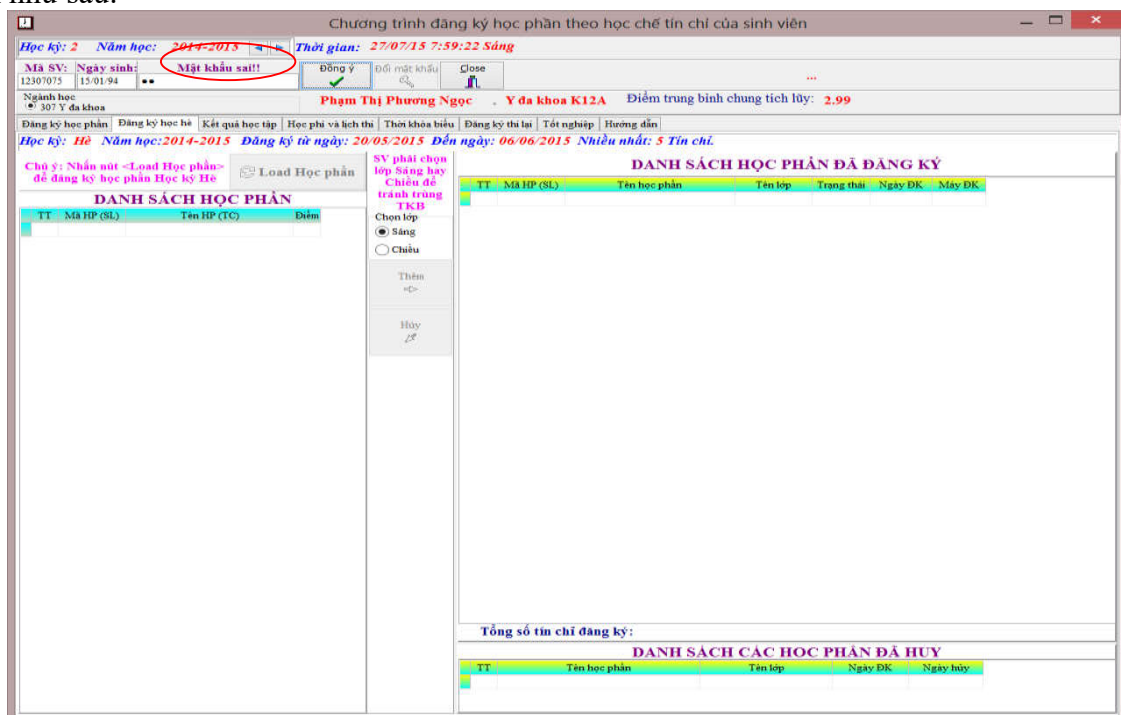 như sau:
Chương trình đăng ký học phần theo học chế tín chỉ của sinh viên
Học kỳ: 2 Năm học: 2014-2015 Thời gian: 27/07/15 7:59:22 Sáng
Mã SV: Ngày sinh: Mật khẩu sai!! Đồng ý Đổi mật khẩu Close
12307075 15/01/94 ●● ...
Ngành học
307 Y đa khoa Phạm Thị Phương Ngọc . Y đa khoa K12A Điểm trung bình chung tích lũy: 2.99
Đăng ký học phần Đăng ký học hè Kết quả học tập Học phí và lịch thi Thời khóa biểu Đăng ký thi lại Tốt nghiệp Hướng dẫn
Học kỳ: Hè Năm học:2014-2015 Đăng ký từ ngày: 20/05/2015 Đến ngày: 06/06/2015 Nhiều nhất: 5 Tín chỉ.
Chú ý: Nhấn nút <Load Học phần>
để đăng ký học phần Học kỳ Hè
Load Học phần
DANH SÁCH HỌC PHẦN
TT Mã HP (SL) Tên HP (TC) Điểm
SV phải chọn
lớp Sáng hay
Chiều để
tránh trùng
TKB
Chọn lớp
Sáng
Chiều
Thêm
Hủy
DANH SÁCH HỌC PHẦN ĐÃ ĐĂNG KÝ
TT Mã HP (SL) Tên học phần Tên lớp Trạng thái Ngày ĐK Máy ĐK
Tổng số tín chỉ đăng ký:
DANH SÁCH CÁC HỌC PHẦN ĐÃ HUY
TT Tên học phần Tên lớp Ngày ĐK Ngày hủy